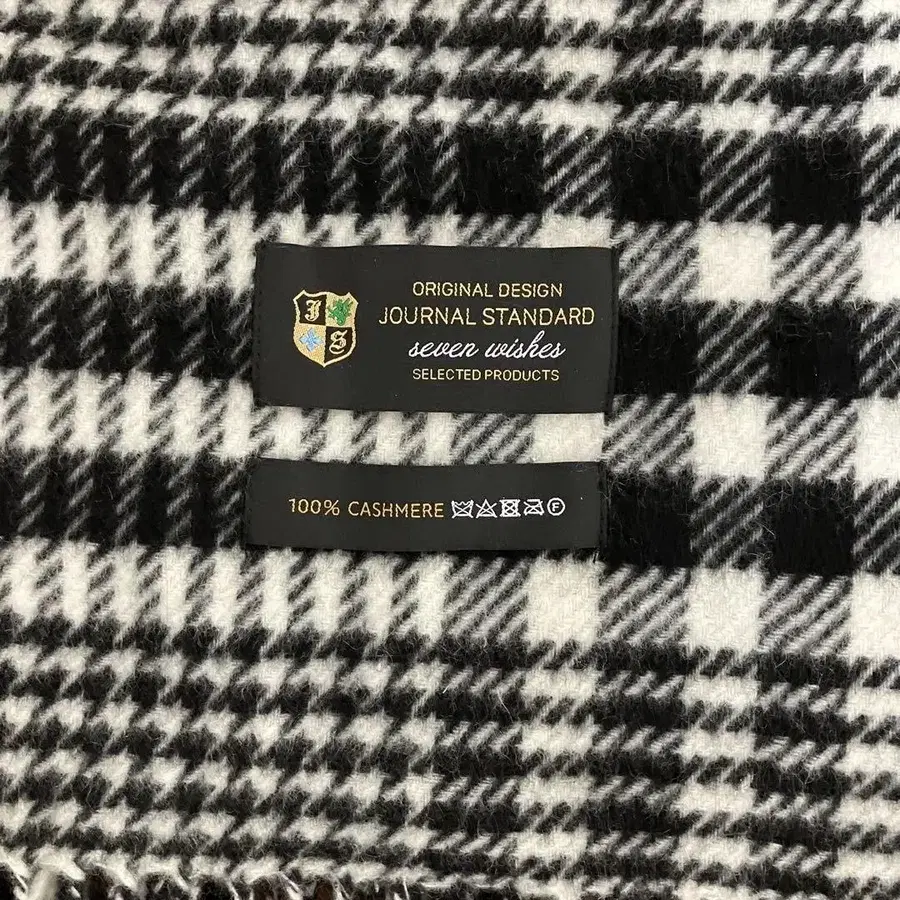 J
S
ORIGINAL DESIGN
JOURNAL STANDARD
seven wishes
SELECTED PRODUCTS
100% CASHMERE Ⓕ